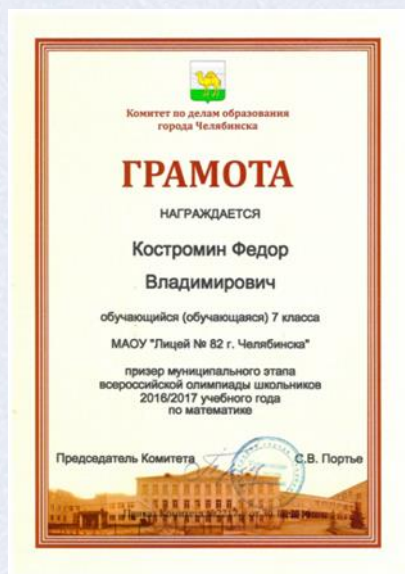 Комитет по делам образования
города Челябинска
ГРАМОТА
НАГРАЖДАЕТСЯ
Костромин Федор
Владимирович
обучающийся (обучающаяся) 7 класса
МАОУ "Лицей № 82 г. Челябинска"
призер муниципального этапа
всероссийской олимпиады школьников
2016/2017 учебного года
по математике
Председатель Комитета С.В. Портье